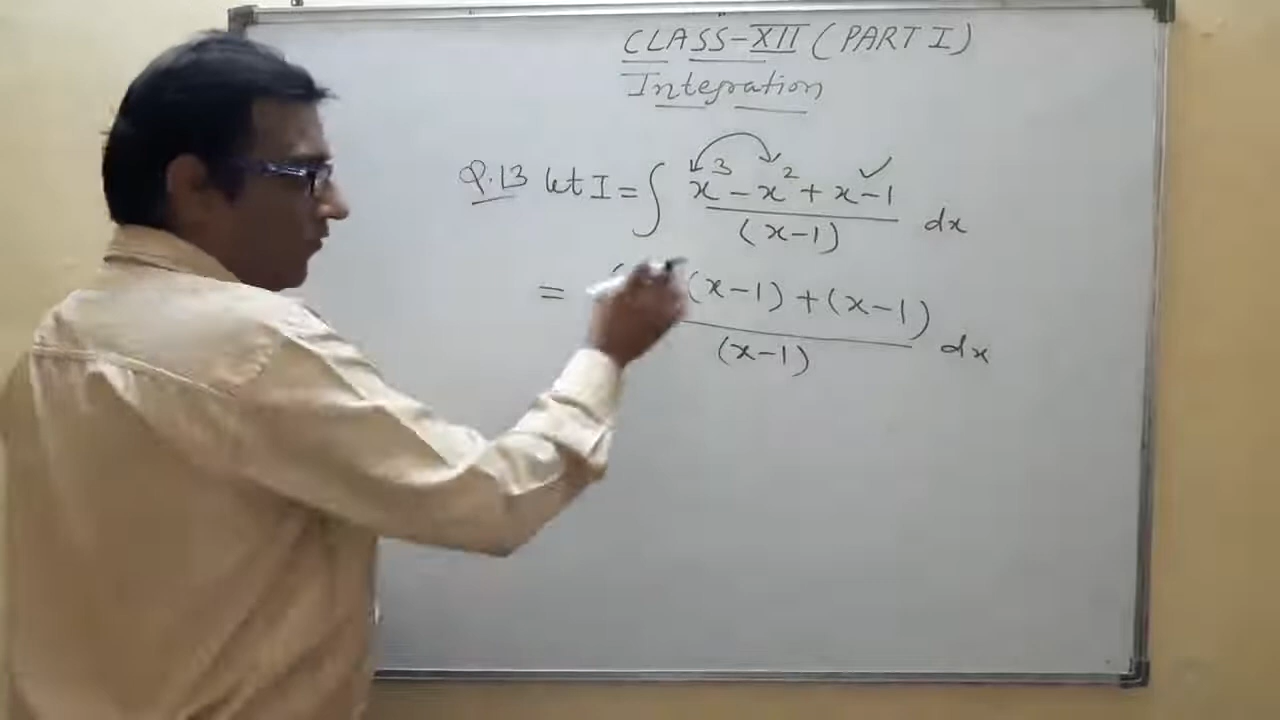 CLASS-XII (PART I)
Integration
Q.13 let I = ∫ x³ - x² + x - 1 / (x-1) dx
= (x-1) + (x-1) / (x-1) dx